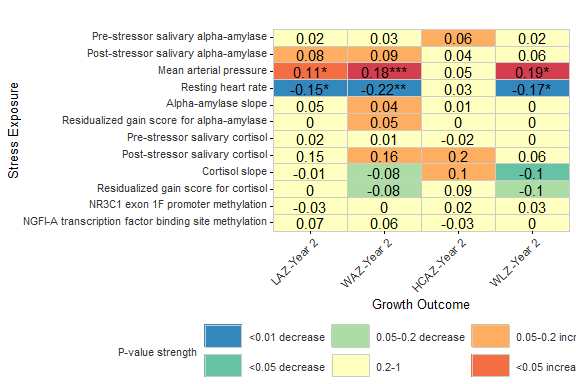 Pre-stressor salivary alpha-amylase 0.02 0.03 0.06 0.02
Post-stressor salivary alpha-amylase 0.08 0.09 0.04 0.06
Mean arterial pressure 0.11* 0.18*** 0.05 0.19*
Resting heart rate -0.15* -0.22** 0.03 -0.17*
Alpha-amylase slope 0.05 0.04 0.01 0
Residualized gain score for alpha-amylase 0 0.05 0 0
Pre-stressor salivary cortisol 0.02 0.01 -0.02 0
Post-stressor salivary cortisol 0.15 0.16 0.2 0.06
Cortisol slope -0.01 -0.08 0.1 -0.1
Residualized gain score for cortisol 0 -0.08 0.09 -0.1
NR3C1 exon 1F promoter methylation -0.03 0 0.02 0.03
NGFI-A transcription factor binding site methylation 0.07 0.06 -0.03 0
Stress Exposure
LAZ-Year 2 WAZ-Year 2 HCAZ-Year 2 WLZ-Year 2
Growth Outcome
P-value strength
<0.01 decrease 0.05-0.2 decrease 0.05-0.2 incr
<0.05 decrease 0.2-1 <0.05 increa